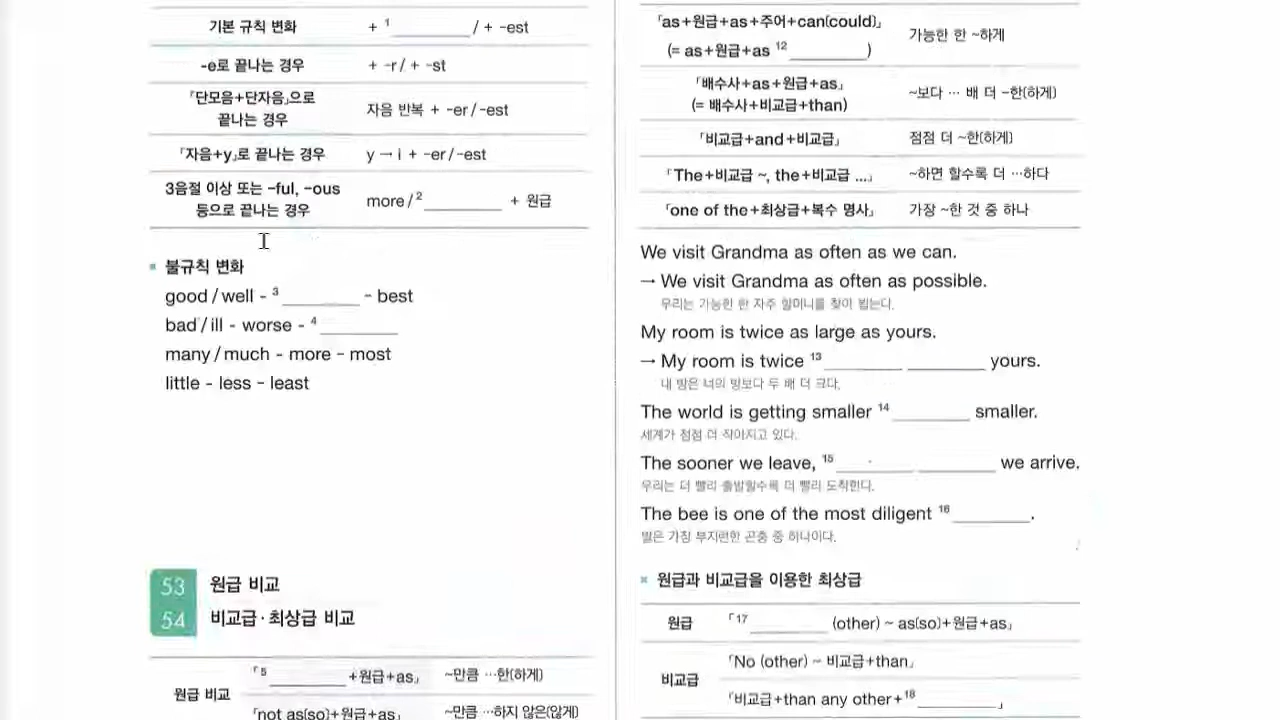 기본 규칙 변화 + 1 ________ / + -est
-e로 끝나는 경우 + -r / + -st
「단모음+단자음」으로
끝나는 경우 자음 반복 + -er / -est
「자음+y」로 끝나는 경우 y → i + -er / -est
3음절 이상 또는 -ful, -ous
등으로 끝나는 경우 more / 2 ________ + 원급
불규칙 변화
good / well - 3 ________ - best
bad / ill - worse - 4 ________
many / much - more - most
little - less - least
53 원급 비교
54 비교급 · 최상급 비교
원급 비교
「5 ________ +원급+as」 ~만큼 …한(하게)
「not as(so)+원급+as」 ~만큼 …하지 않은(않게)
「as+원급+as+주어+can(could)」
(= as+원급+as 12 ________) 가능한 한 ~하게
「배수사+as+원급+as」
(= 배수사+비교급+than) ~보다 … 배 더 -한(하게)
「비교급+and+비교급」 점점 더 ~한(하게)
「The+비교급 ~, the+비교급 ...」 ~하면 할수록 더 …하다
「one of the+최상급+복수 명사」 가장 ~한 것 중 하나
We visit Grandma as often as we can.
→ We visit Grandma as often as possible.
우리는 가능한 한 자주 할머니를 찾아 뵙는다.
My room is twice as large as yours.
→ My room is twice 13 ________ ________ yours.
내 방은 너의 방보다 두 배 더 크다.
The world is getting smaller 14 ________ smaller.
세계가 점점 더 작아지고 있다.
The sooner we leave, 15 ________ ________ we arrive.
우리는 더 빨리 출발할수록 더 빨리 도착한다.
The bee is one of the most diligent 16 ________.
벌은 가장 부지런한 곤충 중 하나이다.
원급과 비교급을 이용한 최상급
원급 「17 ________ (other) ~ as(so)+원급+as」
비교급
「No (other) ~ 비교급+than」
「비교급+than any other+18 ________」